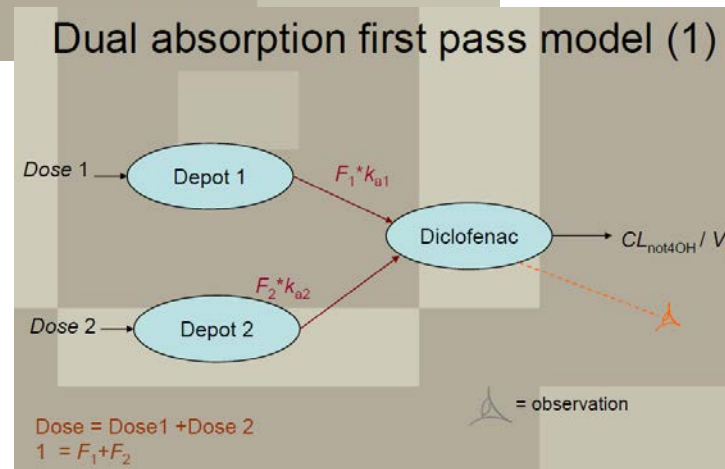 Dual absorption first pass model (1)
Dose 1
Depot 1
F₁*kₐ₁
Diclofenac
CLnot4OH / V
F₂*kₐ₂
Dose 2
Depot 2
= observation
Dose = Dose1 +Dose 2
1 = F₁+F₂